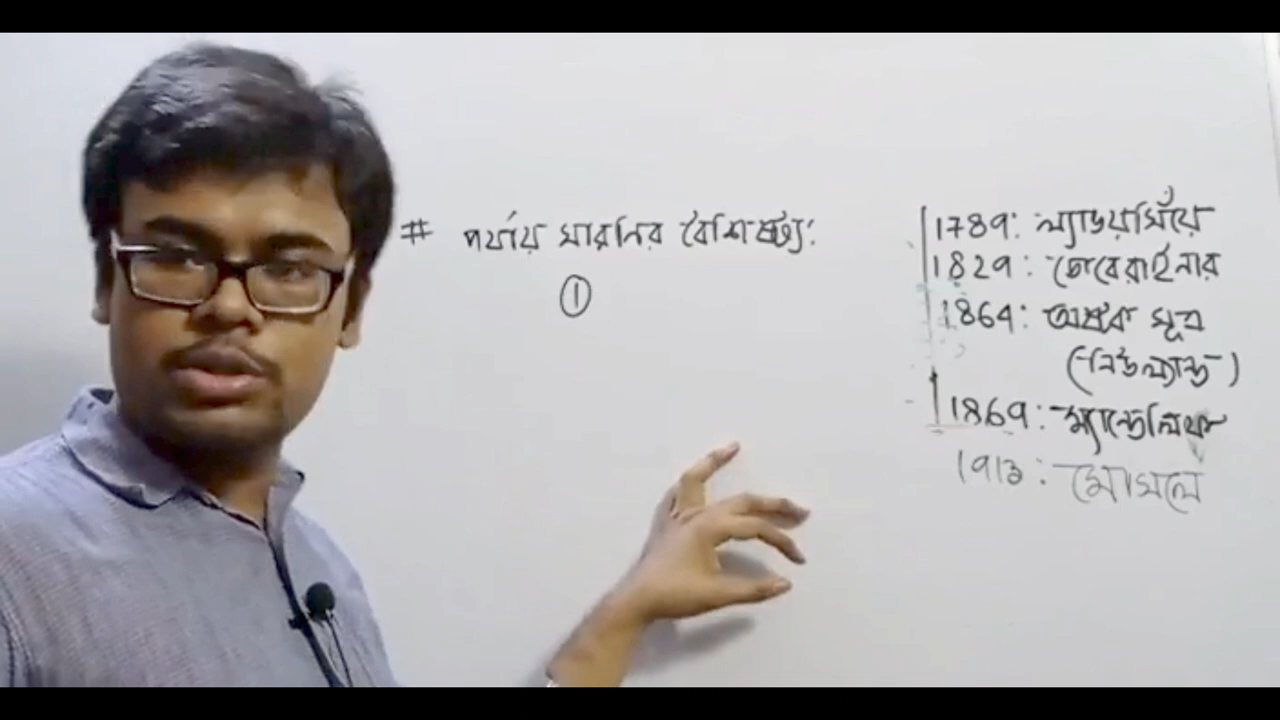 # পর্যায় সারনির বৈশিষ্ট্য:
①
1789: ল্যাভয়সিঁয়ে
1829: ডোবেরাইনার
1864: অষ্টক সূত্র
(নিউল্যান্ড)
1869: ম্যান্ডেলিফ
1913: মোসলে